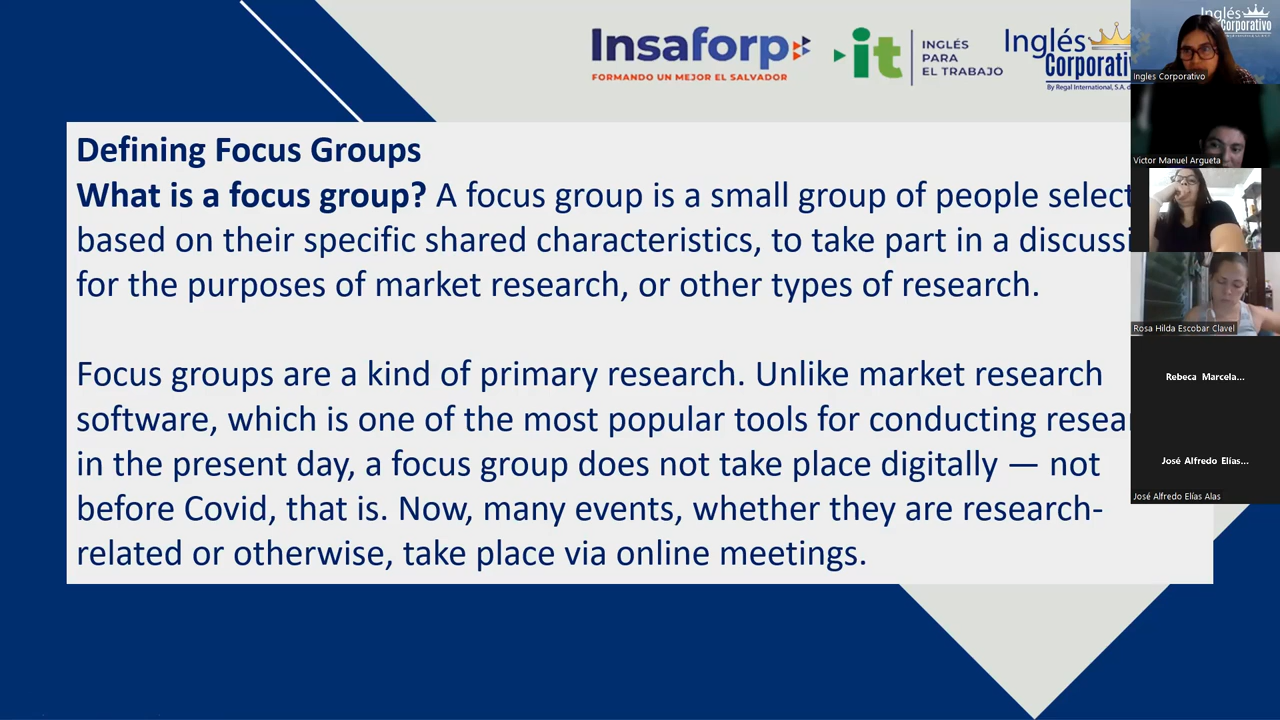 Insaforp
FORMANDO UN MEJOR EL SALVADOR
it
INGLÉS
PARA
EL TRABAJO
Inglés
Corporativ
By Regal International, S.A. d
Defining Focus Groups
What is a focus group? A focus group is a small group of people select
based on their specific shared characteristics, to take part in a discussi
for the purposes of market research, or other types of research.
Focus groups are a kind of primary research. Unlike market research
software, which is one of the most popular tools for conducting resear
in the present day, a focus group does not take place digitally — not
before Covid, that is. Now, many events, whether they are research-
related or otherwise, take place via online meetings.
Inglés
Corporativo
Ingles Corporativo
Victor Manuel Argueta
Rosa Hilda Escobar Clavel
Rebeca Marcela...
José Alfredo Elías...
José Alfredo Elías Alas